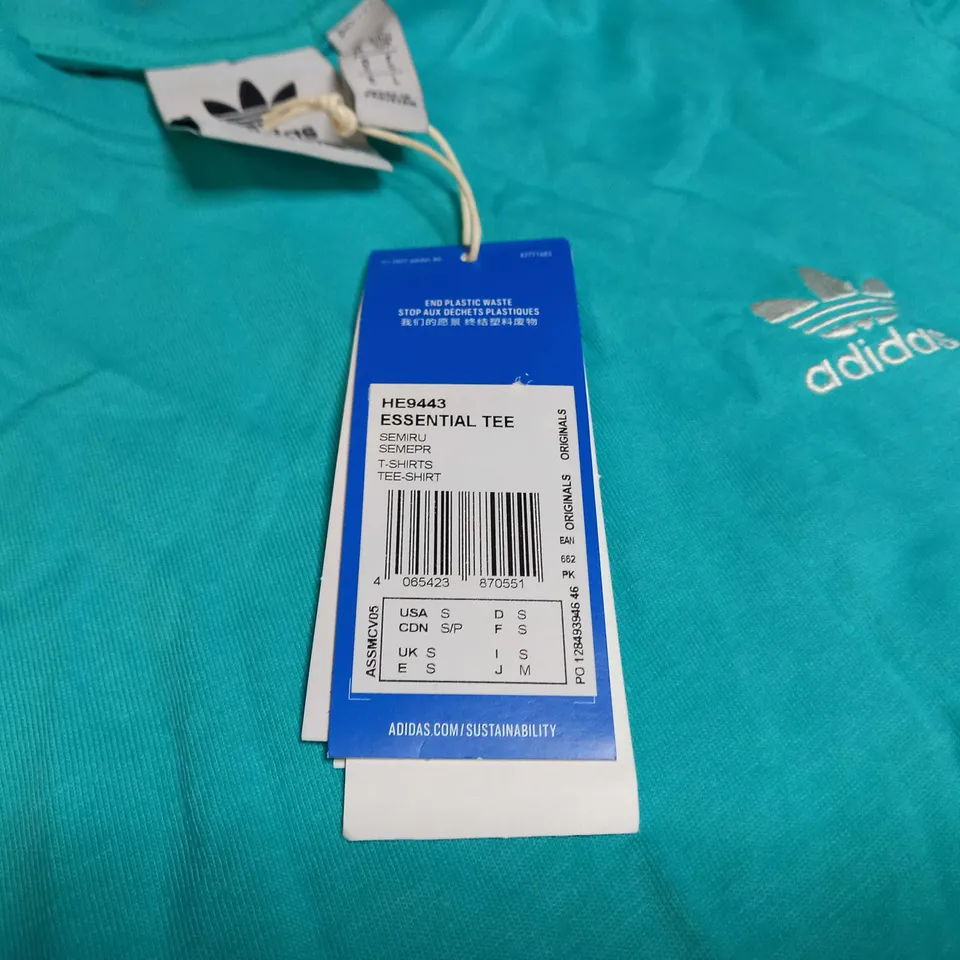 adidas
END PLASTIC WASTE
STOP AUX DÉCHETS PLASTIQUES
我们的愿景 终结塑料废物
HE9443
ESSENTIAL TEE
SEMIRU
SEMEPR
T-SHIRTS
TEE-SHIRT
ORIGINALS
ORIGINALS
EAN
662
PK
4 065423 870551
USA S D S
CDN S/P F S
UK S I S
E S J M
ASSMCV05
PO 128493946 46
ADIDAS.COM/SUSTAINABILITY
adidas